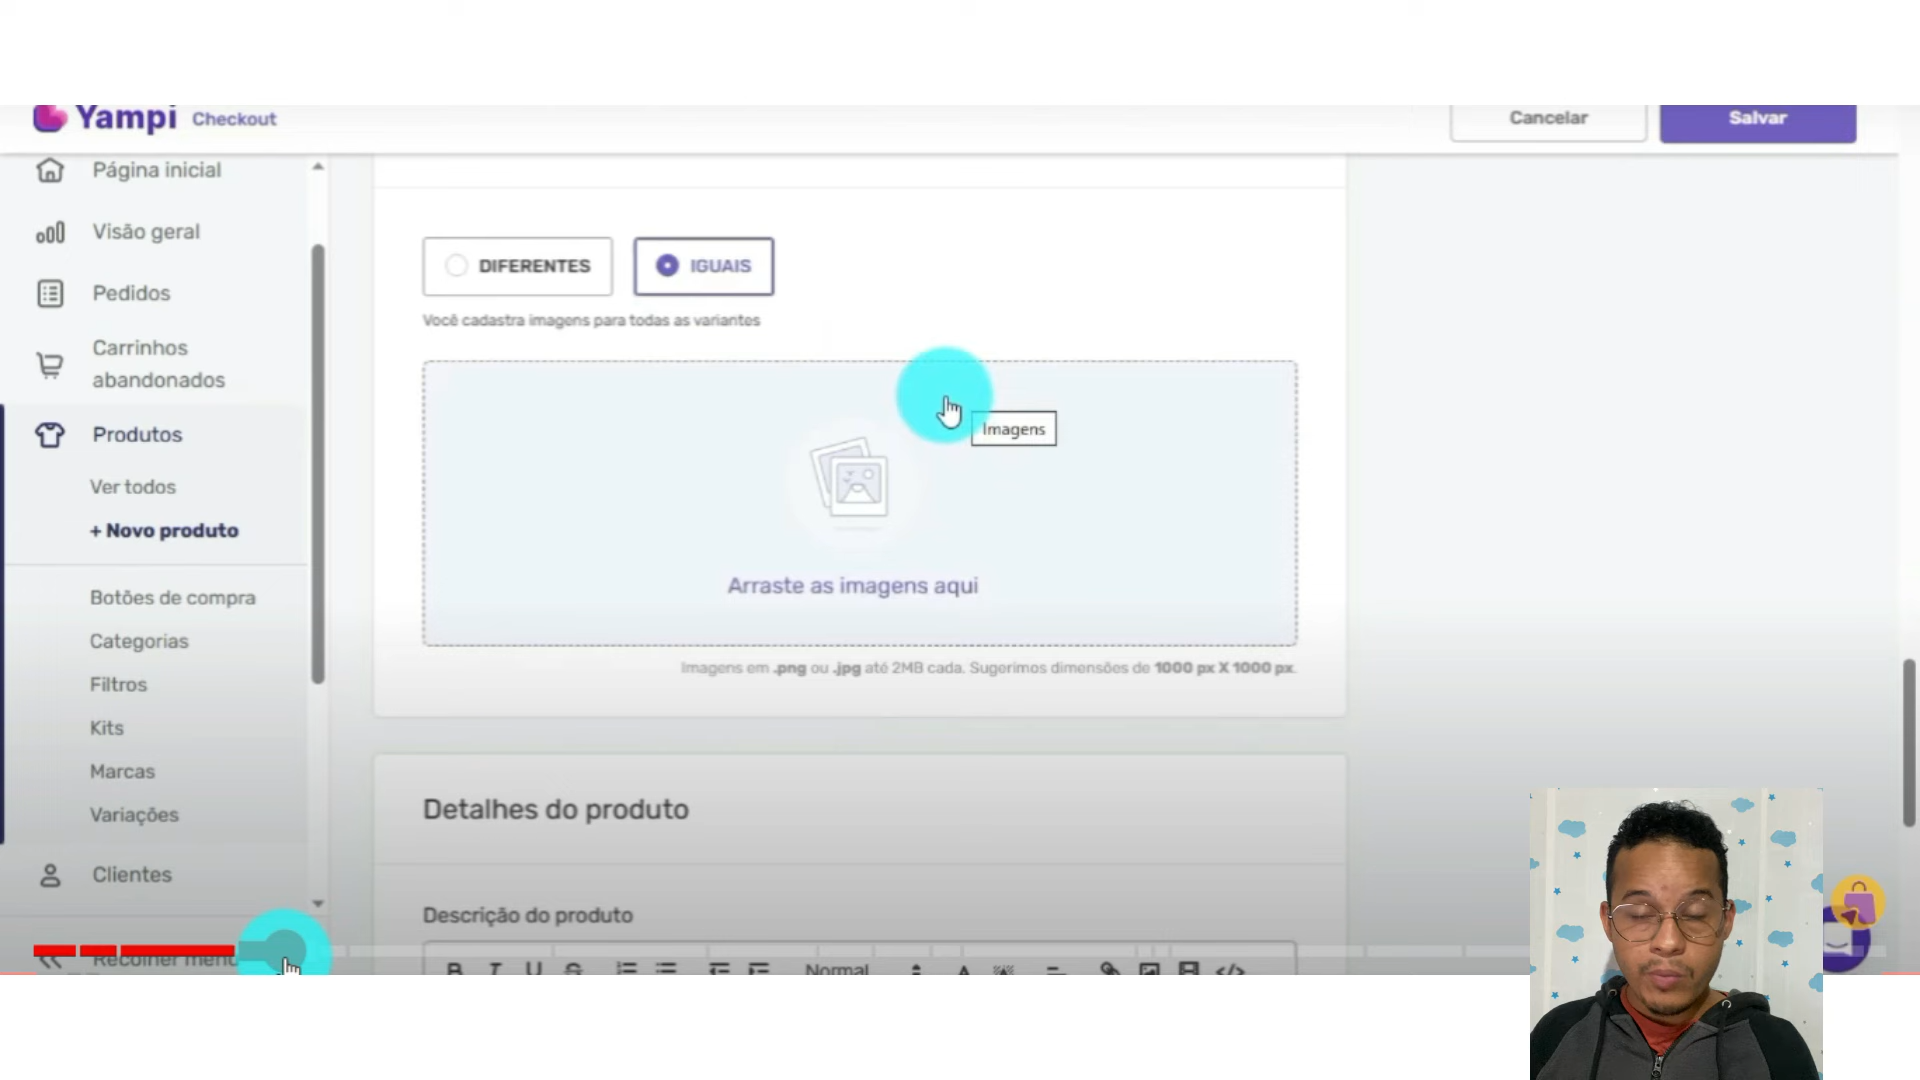 Yampi Checkout
Cancelar
Salvar
Página inicial
Visão geral
Pedidos
Carrinhos
abandonados
Produtos
Ver todos
+ Novo produto
Botões de compra
Categorias
Filtros
Kits
Marcas
Variações
Clientes
Recolher menu
DIFERENTES
IGUAIS
Você cadastra imagens para todas as variantes
Imagens
Arraste as imagens aqui
Imagens em .png ou .jpg até 2MB cada. Sugerimos dimensões de 1000 px X 1000 px.
Detalhes do produto
Descrição do produto
B I U S Normal A </>